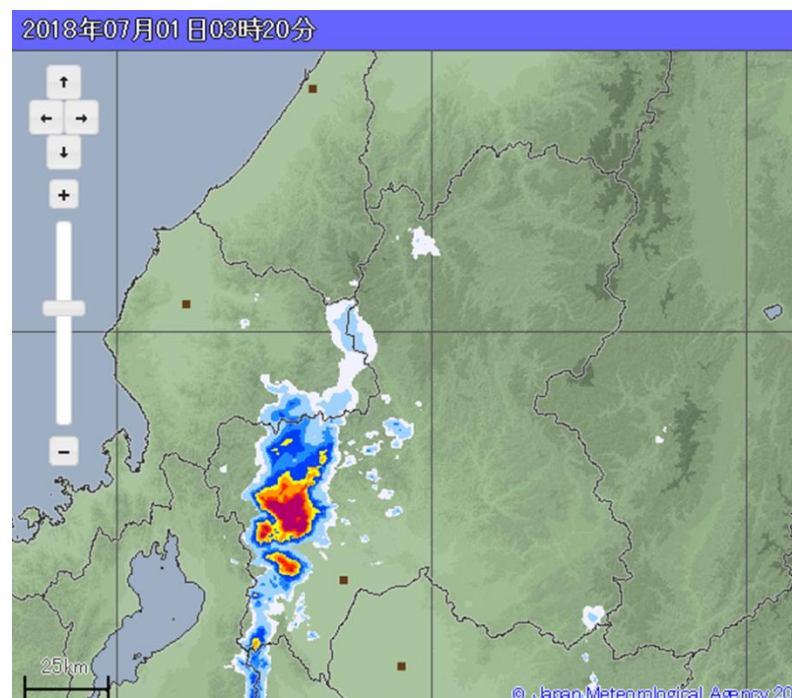 2018年07月01日03時20分
↑
← →
↓
+
−
25km
© Japan Meteorological Agency 20